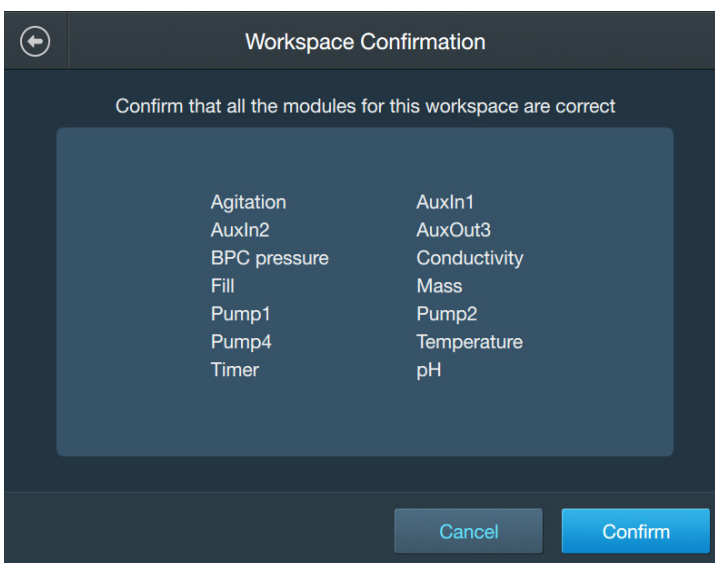 Workspace Confirmation
Confirm that all the modules for this workspace are correct
Agitation AuxIn1
AuxIn2 AuxOut3
BPC pressure Conductivity
Fill Mass
Pump1 Pump2
Pump4 Temperature
Timer pH
Cancel Confirm